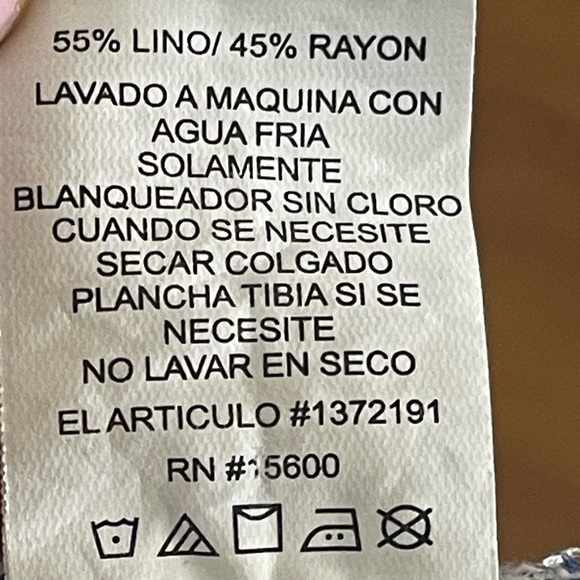 55% LINO/ 45% RAYON
LAVADO A MAQUINA CON
AGUA FRIA
SOLAMENTE
BLANQUEADOR SIN CLORO
CUANDO SE NECESITE
SECAR COLGADO
PLANCHA TIBIA SI SE
NECESITE
NO LAVAR EN SECO
EL ARTICULO #1372191
RN